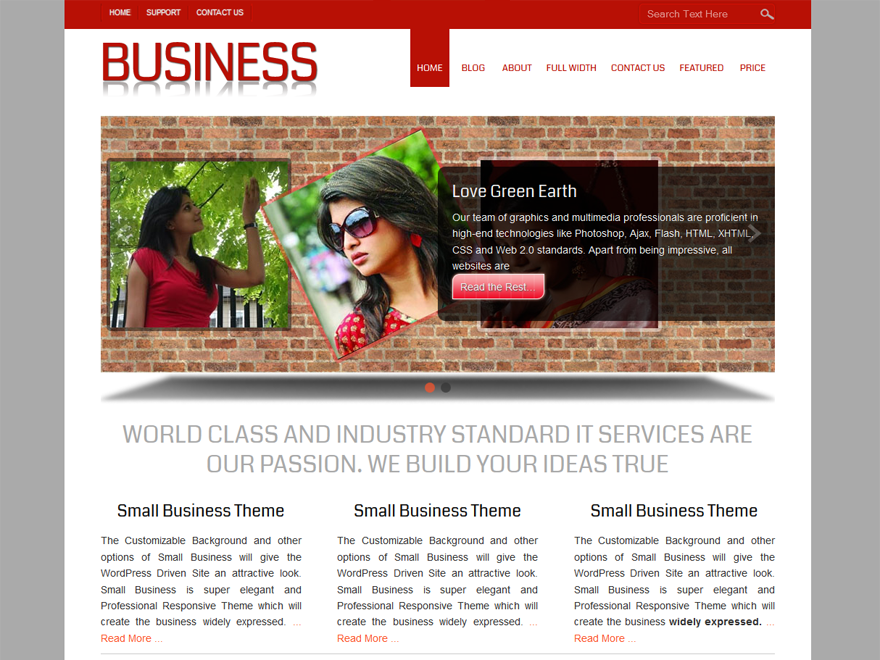 HOME SUPPORT CONTACT US Search Text Here
BUSINESS
HOME BLOG ABOUT FULL WIDTH CONTACT US FEATURED PRICE
Love Green Earth
Our team of graphics and multimedia professionals are proficient in
high-end technologies like Photoshop, Ajax, Flash, HTML, XHTML,
CSS and Web 2.0 standards. Apart from being impressive, all
websites are
Read the Rest...
WORLD CLASS AND INDUSTRY STANDARD IT SERVICES ARE
OUR PASSION. WE BUILD YOUR IDEAS TRUE
Small Business Theme
The Customizable Background and other
options of Small Business will give the
WordPress Driven Site an attractive look.
Small Business is super elegant and
Professional Responsive Theme which will
create the business widely expressed. ...
Read More ...
Small Business Theme
The Customizable Background and other
options of Small Business will give the
WordPress Driven Site an attractive look.
Small Business is super elegant and
Professional Responsive Theme which will
create the business widely expressed. ...
Read More ...
Small Business Theme
The Customizable Background and other
options of Small Business will give the
WordPress Driven Site an attractive look.
Small Business is super elegant and
Professional Responsive Theme which will
create the business widely expressed. ...
Read More ...